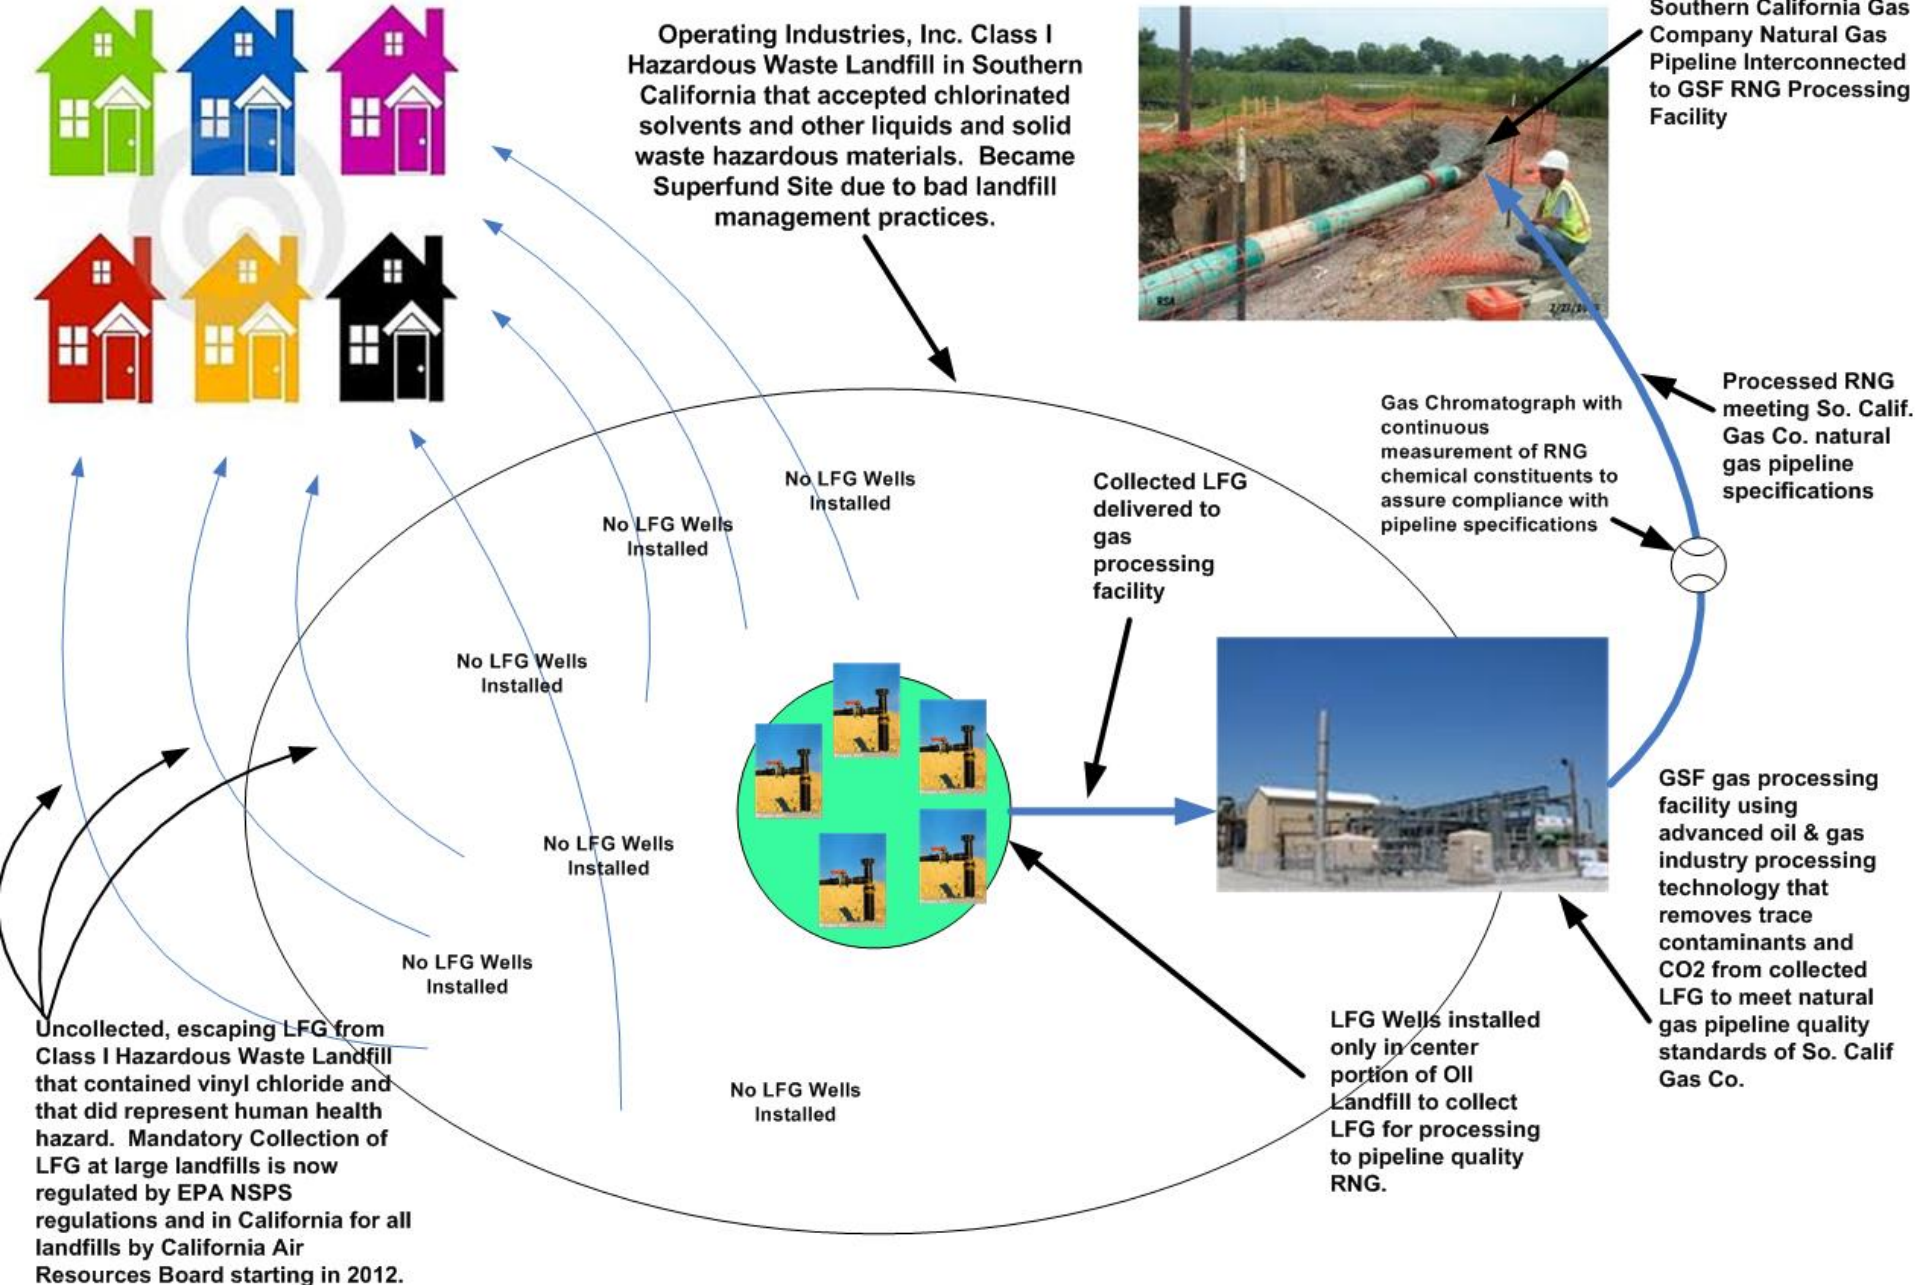 Operating Industries, Inc. Class I
Hazardous Waste Landfill in Southern
California that accepted chlorinated
solvents and other liquids and solid
waste hazardous materials.  Became
Superfund Site due to bad landfill
management practices.
Southern California Gas
Company Natural Gas
Pipeline Interconnected
to GSF RNG Processing
Facility
RSA
Processed RNG
meeting So. Calif.
Gas Co. natural
gas pipeline
specifications
Gas Chromatograph with
continuous
measurement of RNG
chemical constituents to
assure compliance with
pipeline specifications
Collected LFG
delivered to
gas
processing
facility
No LFG Wells
Installed
No LFG Wells
Installed
No LFG Wells
Installed
No LFG Wells
Installed
No LFG Wells
Installed
No LFG Wells
Installed
GSF gas processing
facility using
advanced oil & gas
industry processing
technology that
removes trace
contaminants and
CO2 from collected
LFG to meet natural
gas pipeline quality
standards of So. Calif
Gas Co.
LFG Wells installed
only in center
portion of OII
Landfill to collect
LFG for processing
to pipeline quality
RNG.
Uncollected, escaping LFG from
Class I Hazardous Waste Landfill
that contained vinyl chloride and
that did represent human health
hazard.  Mandatory Collection of
LFG at large landfills is now
regulated by EPA NSPS
regulations and in California for all
landfills by California Air
Resources Board starting in 2012.